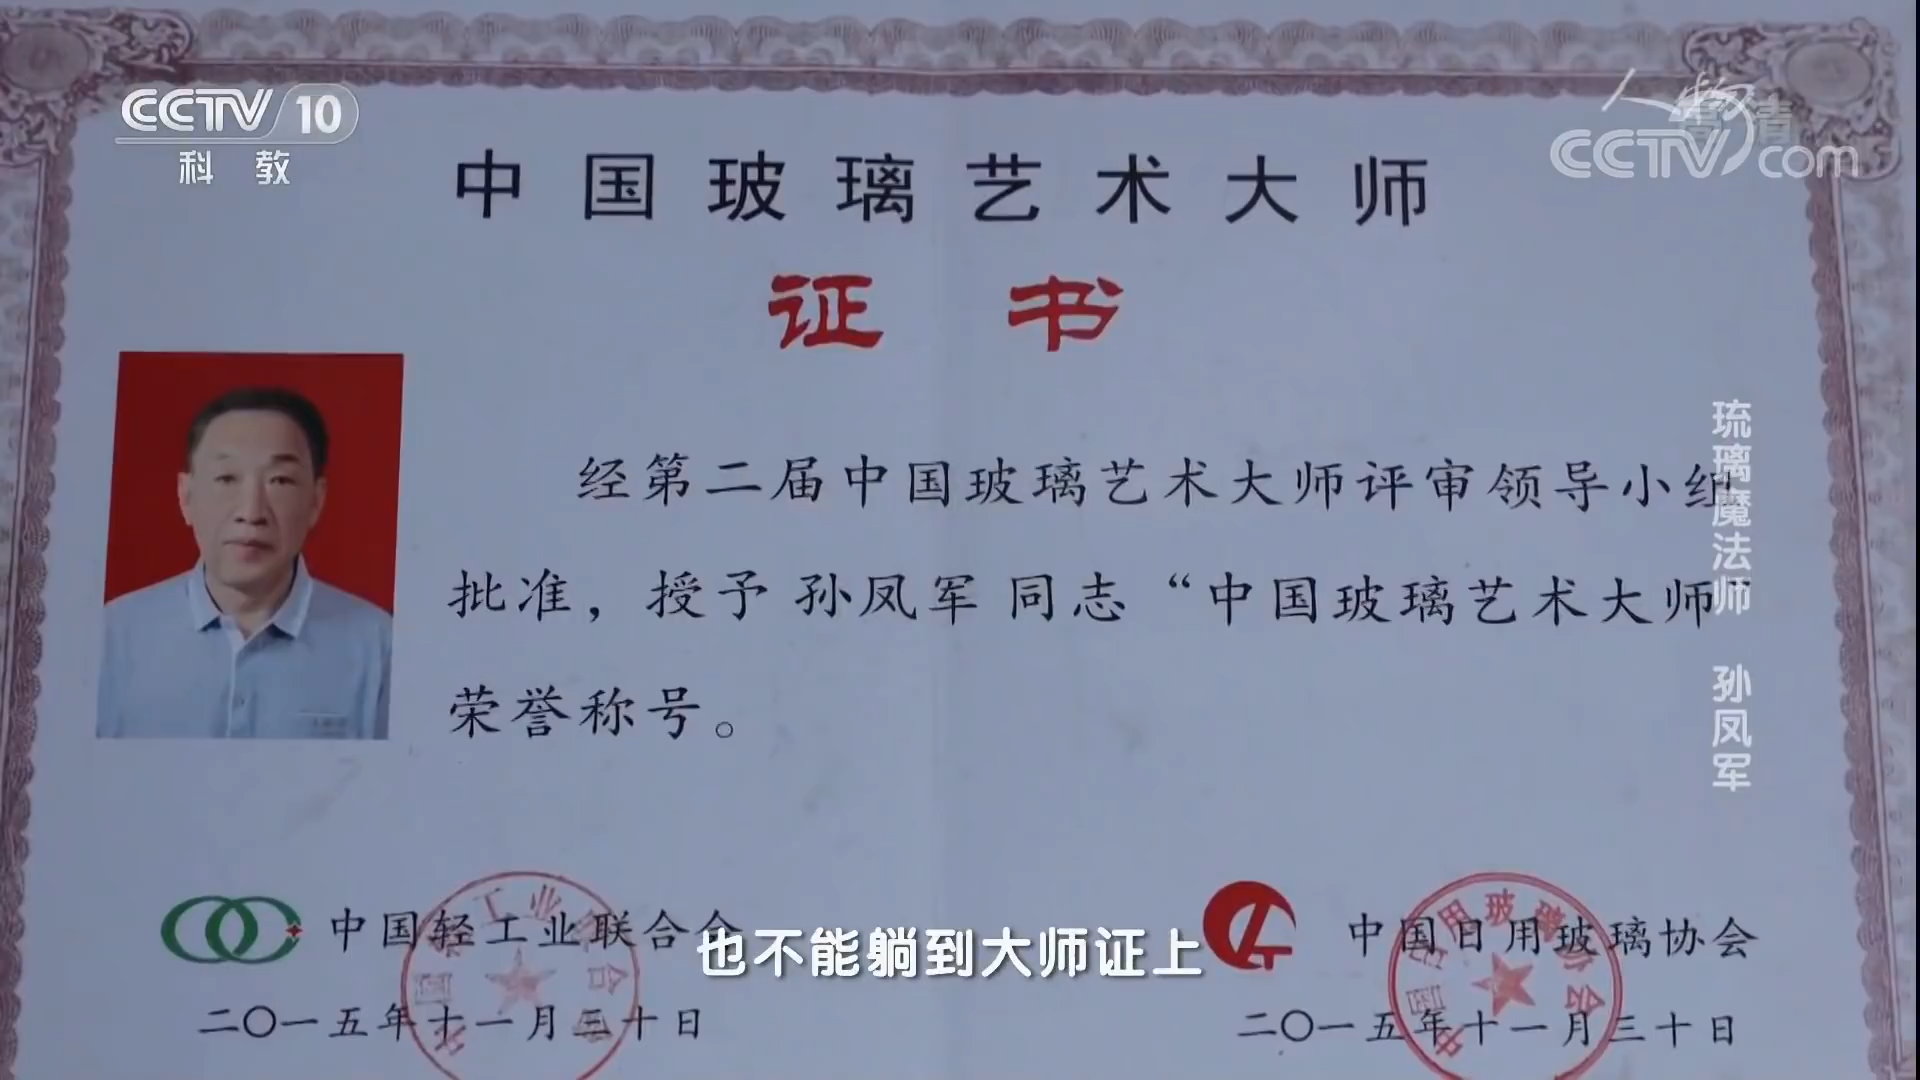 CCTV 10
科教
人物
高清
CCTV.com
中国玻璃艺术大师
证书
经第二届中国玻璃艺术大师评审领导小组
批准，授予 孙凤军 同志“中国玻璃艺术大师
荣誉称号。
琉璃魔法师 孙凤军
中国轻工业联合会
二〇一五年十一月三十日
中国日用玻璃协会
二〇一五年十一月三十日
也不能躺到大师证上